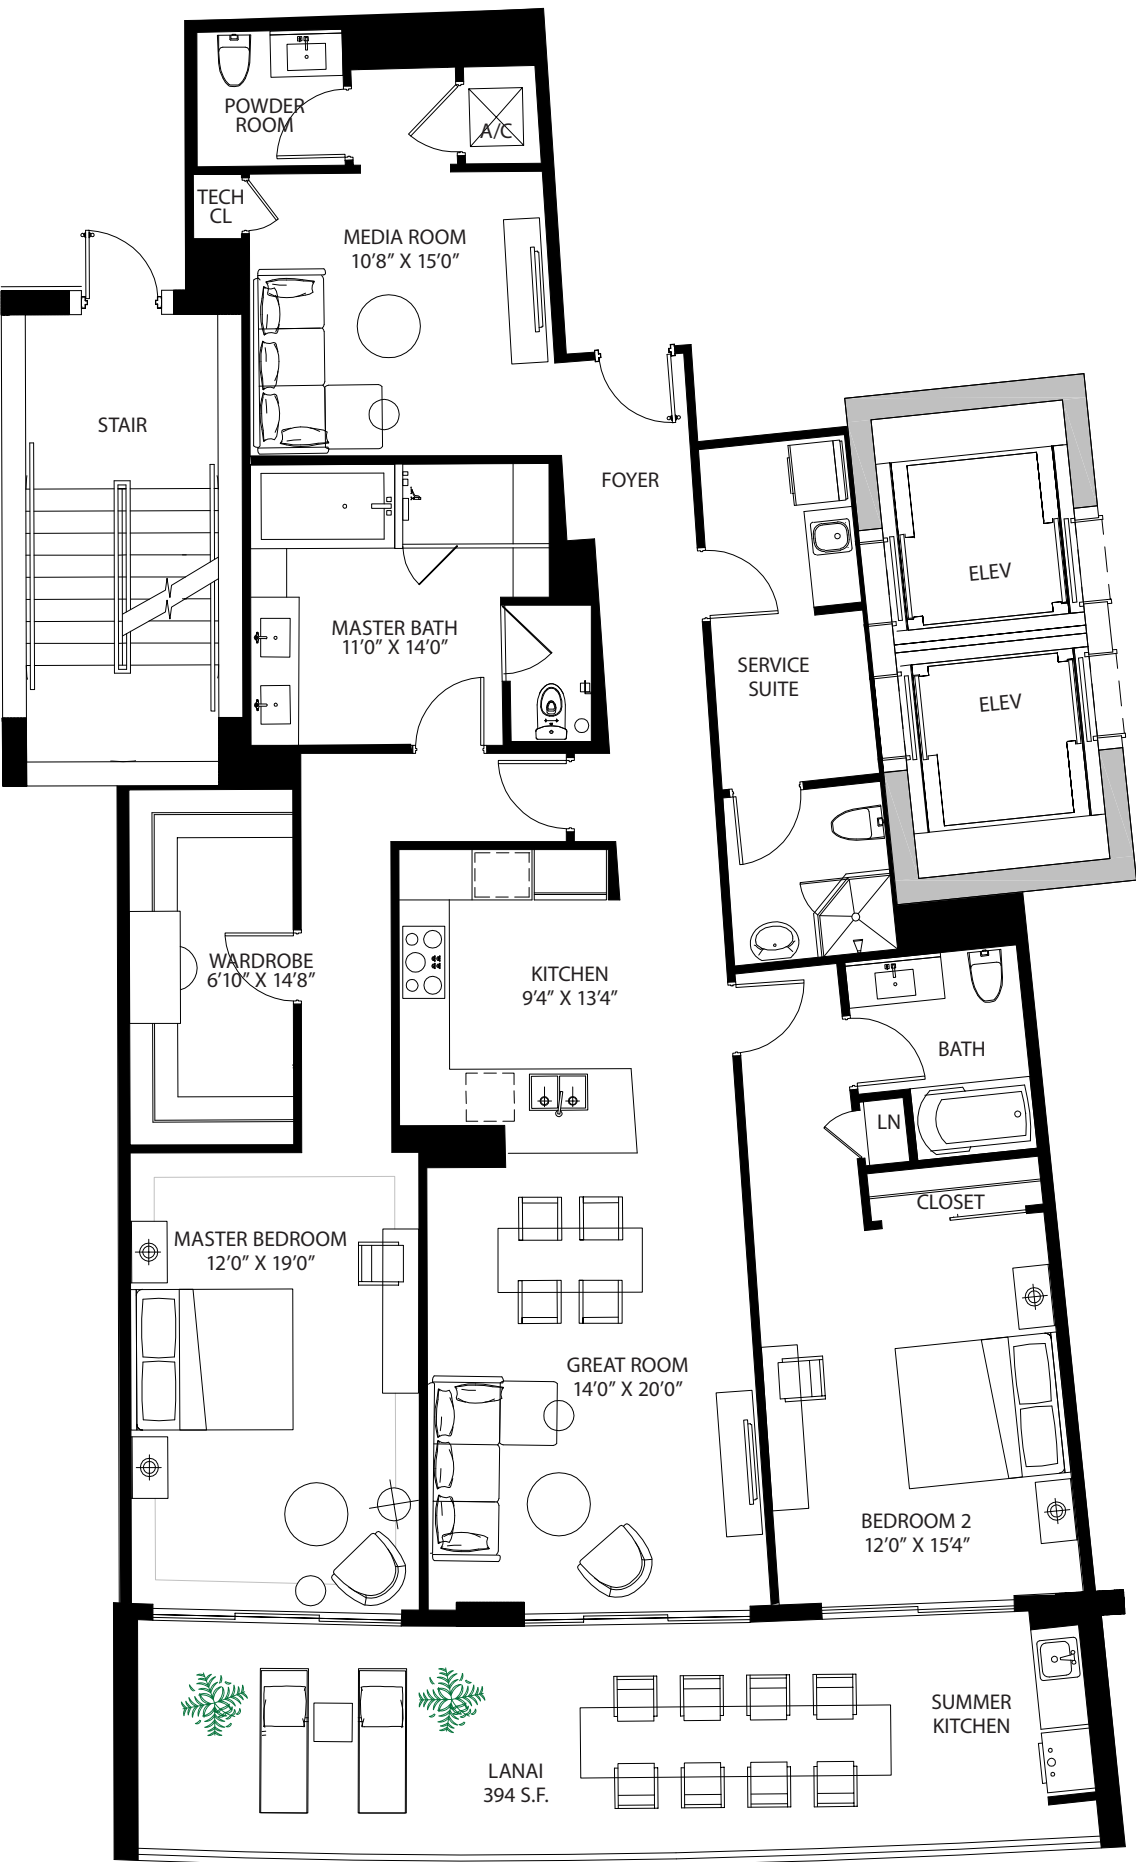 POWDER
ROOM
A/C
TECH
CL
MEDIA ROOM
10'8" X 15'0"
STAIR
FOYER
ELEV
MASTER BATH
11'0" X 14'0"
SERVICE
SUITE
ELEV
WARDROBE
6'10" X 14'8"
KITCHEN
9'4" X 13'4"
BATH
LN
CLOSET
MASTER BEDROOM
12'0" X 19'0"
GREAT ROOM
14'0" X 20'0"
BEDROOM 2
12'0" X 15'4"
SUMMER
KITCHEN
LANAI
394 S.F.